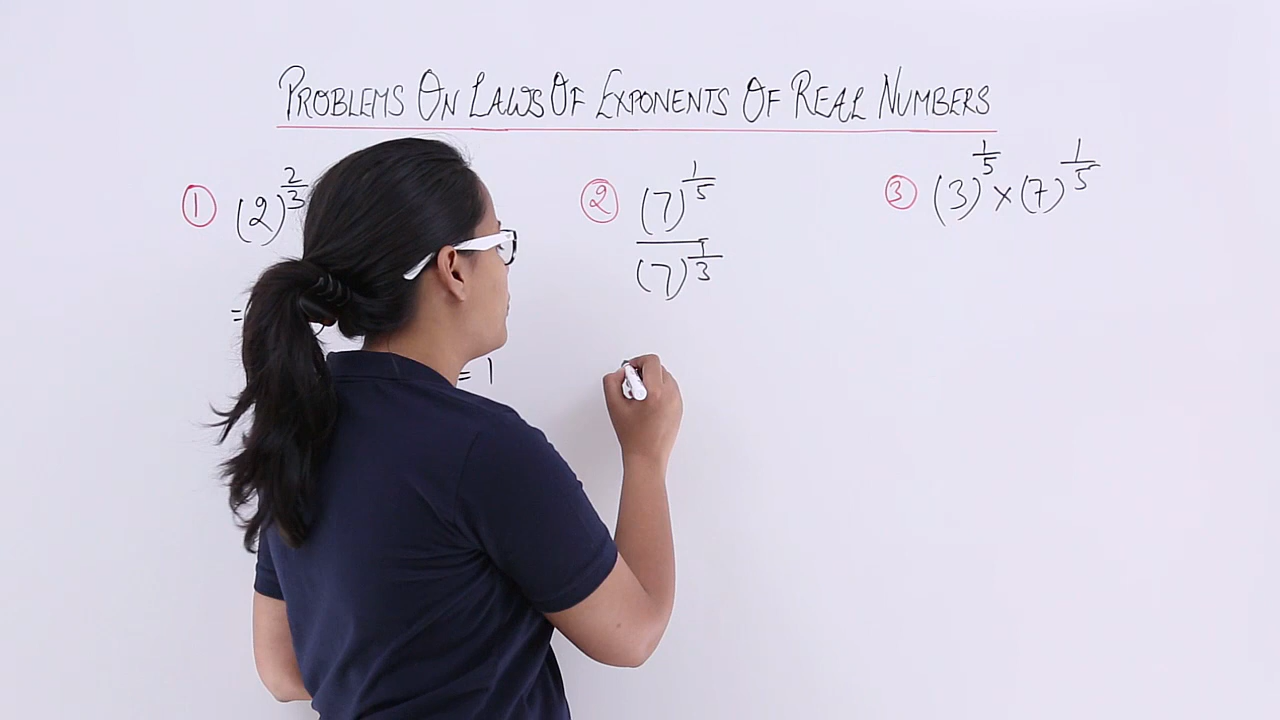 PROBLEMS ON LAWS OF EXPONENTS OF REAL NUMBERS
① (2)^(2/3)
=
= 1
② (7)^(1/5) / (7)^(1/3)
③ (3)^(1/5) × (7)^(1/5)